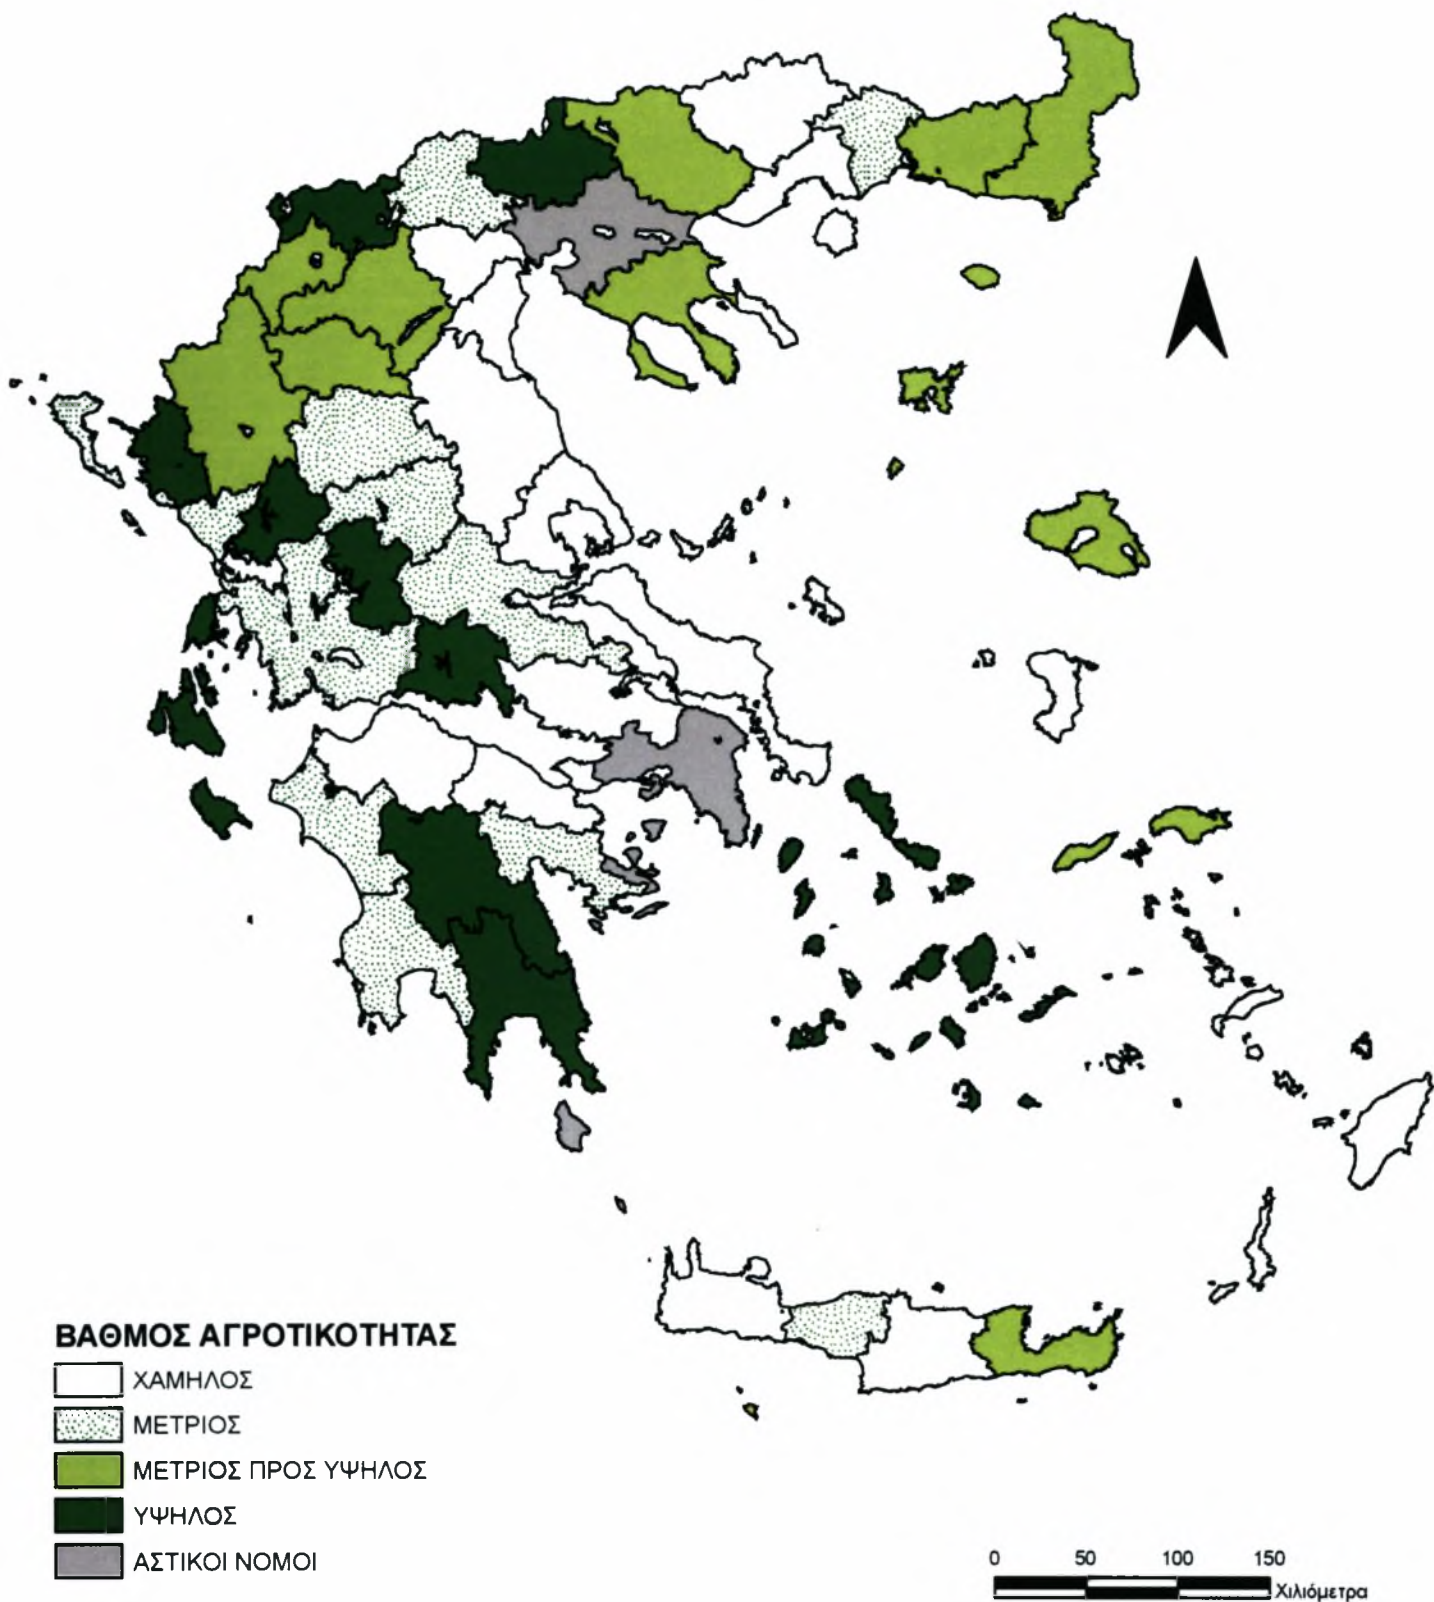 ΒΑΘΜΟΣ ΑΓΡΟΤΙΚΟΤΗΤΑΣ
ΧΑΜΗΛΟΣ
ΜΕΤΡΙΟΣ
ΜΕΤΡΙΟΣ ΠΡΟΣ ΥΨΗΛΟΣ
ΥΨΗΛΟΣ
ΑΣΤΙΚΟΙ ΝΟΜΟΙ
0 50 100 150
Χιλιόμετρα